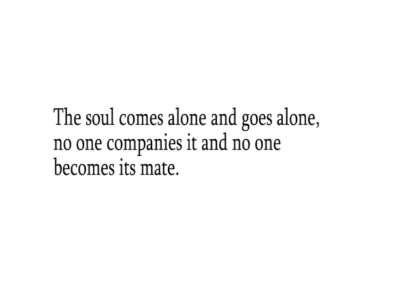 The soul comes alone and goes alone,
no one companies it and no one
becomes its mate.